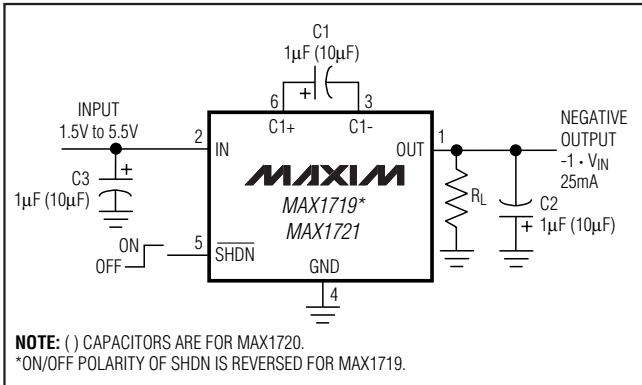 C1
1µF (10µF)
+
6
3
INPUT
1.5V to 5.5V
C1+
C1-
2
IN
OUT
1
NEGATIVE
OUTPUT
-1 · VIN
25mA
+
C3
1µF (10µF)
MAXIM
MAX1719*
MAX1721
RL
C2
+
1µF (10µF)
ON
OFF
5
SHDN
GND
4
NOTE: ( ) CAPACITORS ARE FOR MAX1720.
*ON/OFF POLARITY OF SHDN IS REVERSED FOR MAX1719.